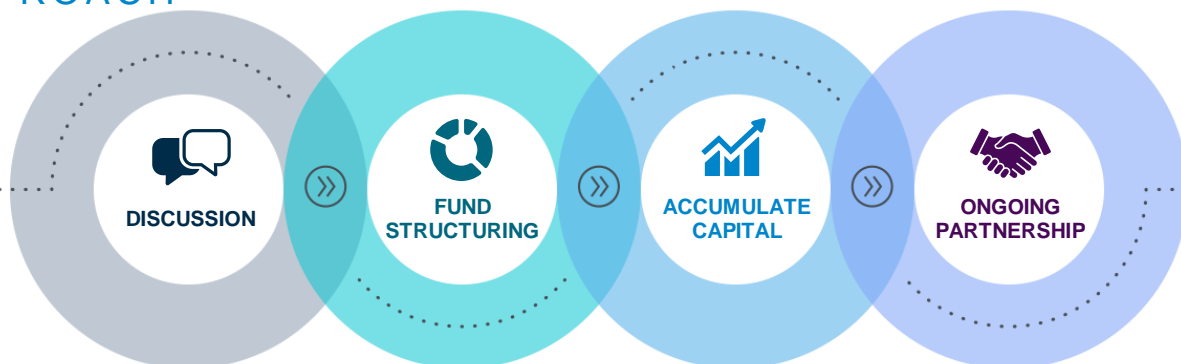 DISCUSSION
FUND
STRUCTURING
ACCUMULATE
CAPITAL
ONGOING
PARTNERSHIP